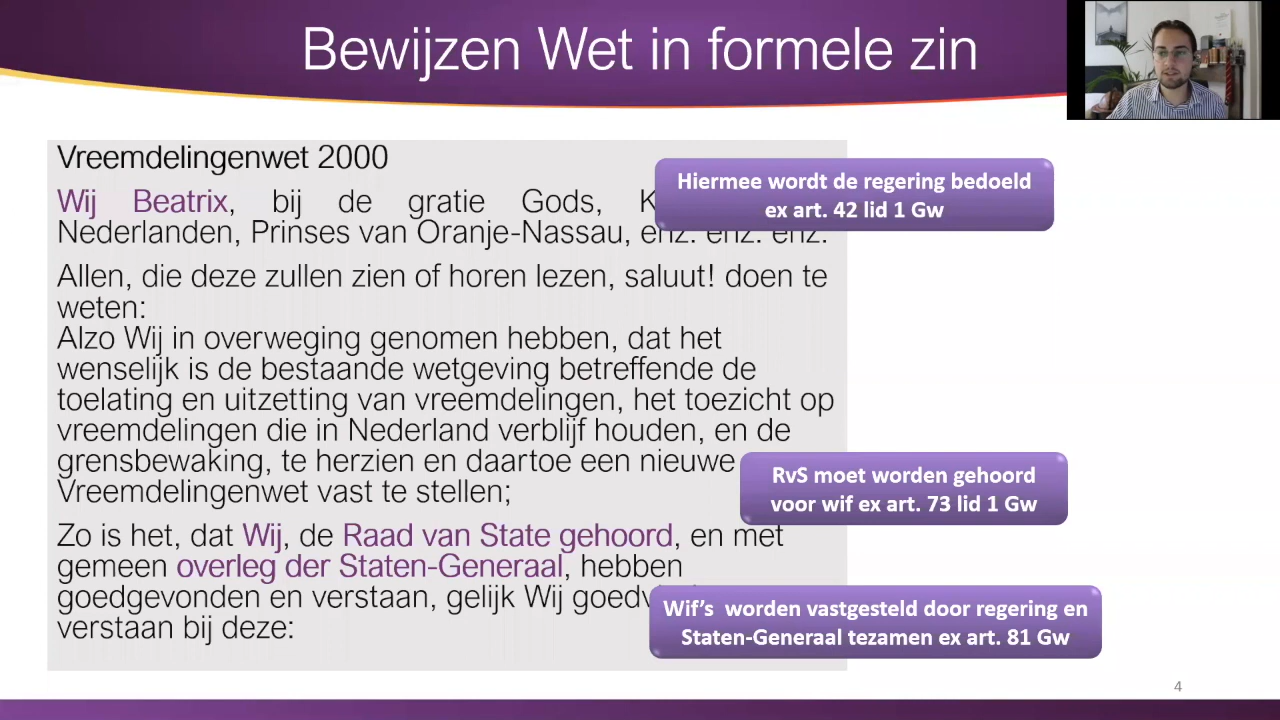 Bewijzen Wet in formele zin
Vreemdelingenwet 2000
Wij Beatrix, bij de gratie Gods, K
Nederlanden, Prinses van Oranje-Nassau, enz. enz. enz.
Hiermee wordt de regering bedoeld
ex art. 42 lid 1 Gw
Allen, die deze zullen zien of horen lezen, saluut! doen te
weten:
Alzo Wij in overweging genomen hebben, dat het
wenselijk is de bestaande wetgeving betreffende de
toelating en uitzetting van vreemdelingen, het toezicht op
vreemdelingen die in Nederland verblijf houden, en de
grensbewaking, te herzien en daartoe een nieuwe
Vreemdelingenwet vast te stellen;
RvS moet worden gehoord
voor wif ex art. 73 lid 1 Gw
Zo is het, dat Wij, de Raad van State gehoord, en met
gemeen overleg der Staten-Generaal, hebben
goedgevonden en verstaan, gelijk Wij
verstaan bij deze:
Wif’s worden vastgesteld door regering en
Staten-Generaal tezamen ex art. 81 Gw
4